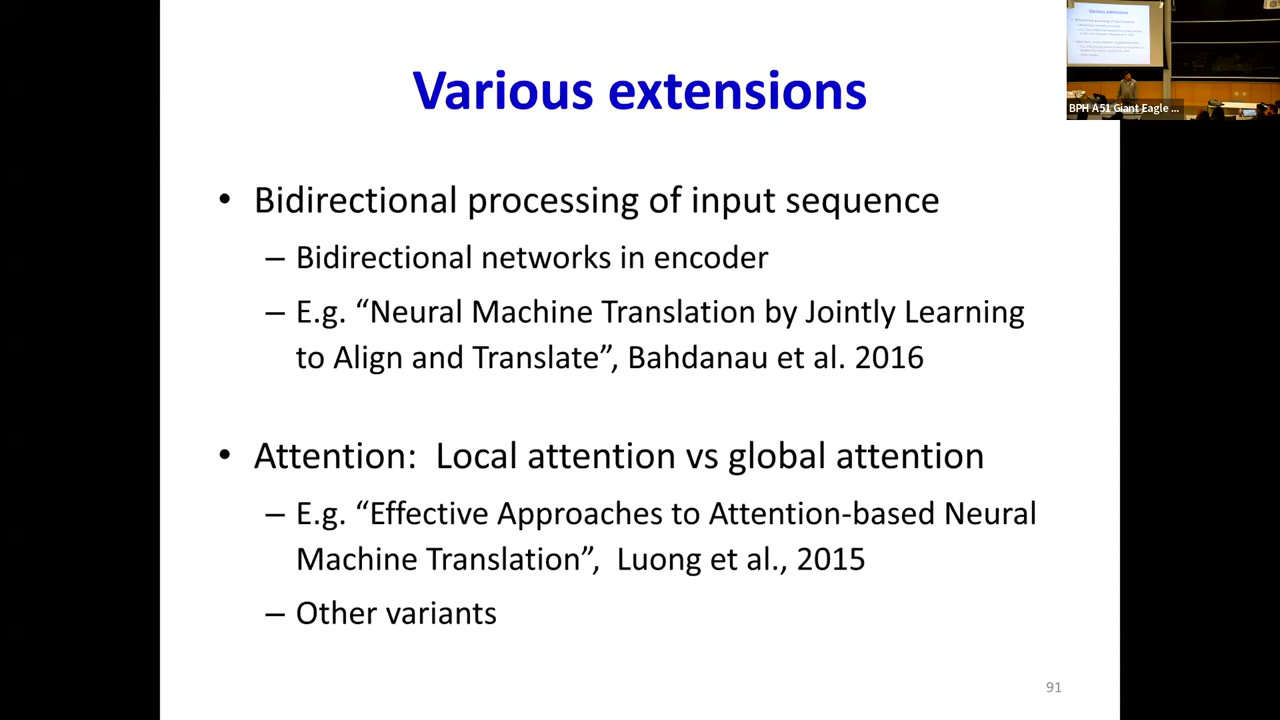 Various extensions
• Bidirectional processing of input sequence
– Bidirectional networks in encoder
– E.g. “Neural Machine Translation by Jointly Learning
to Align and Translate”, Bahdanau et al. 2016
• Attention: Local attention vs global attention
– E.g. “Effective Approaches to Attention-based Neural
Machine Translation”, Luong et al., 2015
– Other variants
91
Various extensions
BPH A51 Giant Eagle ...